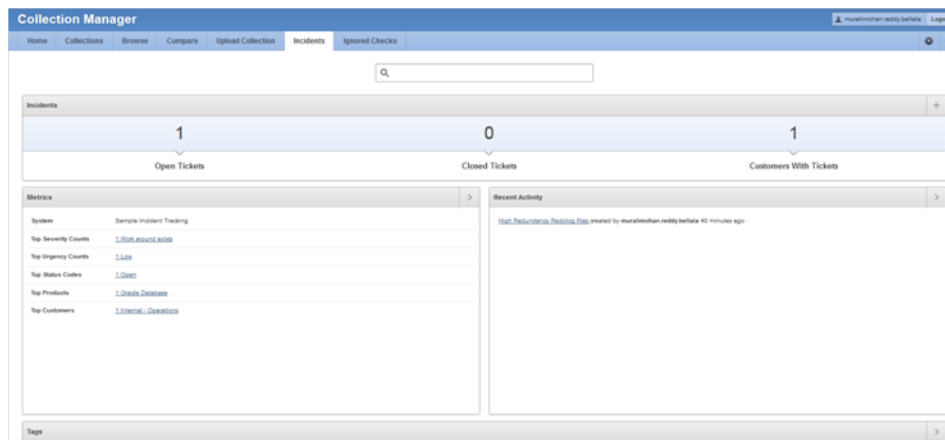 Collection Manager
muralimohan.reddy.bellala Logo
Home Collections Browse Compare Upload Collection Incidents Ignored Checks
Incidents
1 0 1
Open Tickets Closed Tickets Customers With Tickets
Metrics
System Sample Incident Tracking
Top Severity Counts 1 Work around exists
Top Urgency Counts 1 Low
Top Status Codes 1 Open
Top Products 1 Oracle Database
Top Customers 1 Internal - Operations
Recent Activity
High Redundancy Redolog files created by muralimohan.reddy.bellala 40 minutes ago
Tags